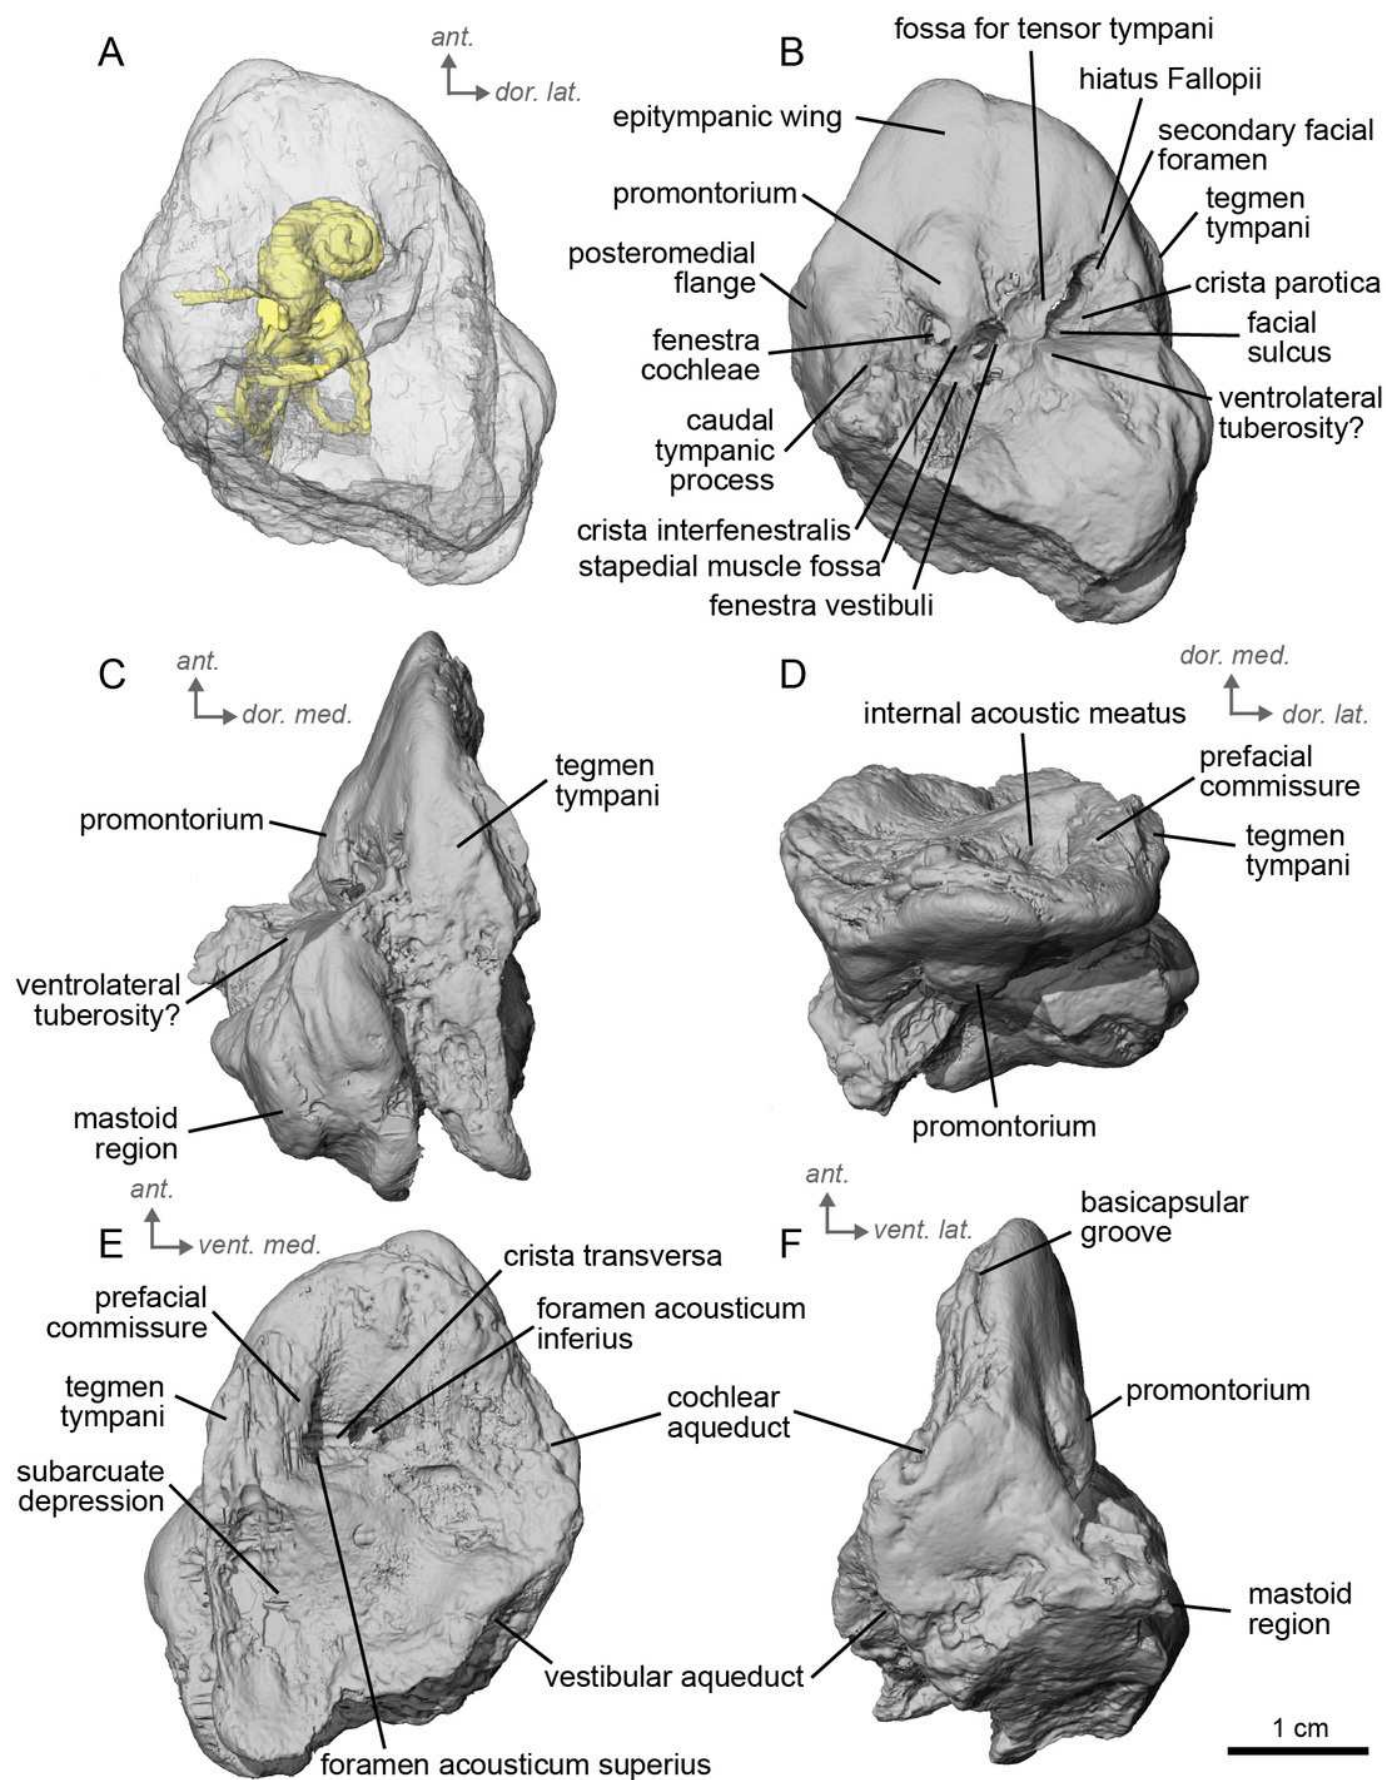 A
ant.
dor. lat.
B
fossa for tensor tympani
hiatus Fallopii
epitympanic wing
secondary facial
foramen
promontorium
tegmen
tympani
posteromedial
flange
crista parotica
fenestra
cochleae
facial
sulcus
caudal
tympanic
process
ventrolateral
tuberosity?
crista interfenestralis
stapedial muscle fossa
fenestra vestibuli
C
ant.
dor. med.
tegmen
tympani
promontorium
ventrolateral
tuberosity?
mastoid
region
D
dor. med.
dor. lat.
internal acoustic meatus
prefacial
commissure
tegmen
tympani
promontorium
E
ant.
vent. med.
crista transversa
prefacial
commissure
foramen acousticum
inferius
tegmen
tympani
cochlear
aqueduct
subarcuate
depression
vestibular aqueduct
foramen acousticum superius
F
ant.
vent. lat.
basicapsular
groove
promontorium
mastoid
region
1 cm